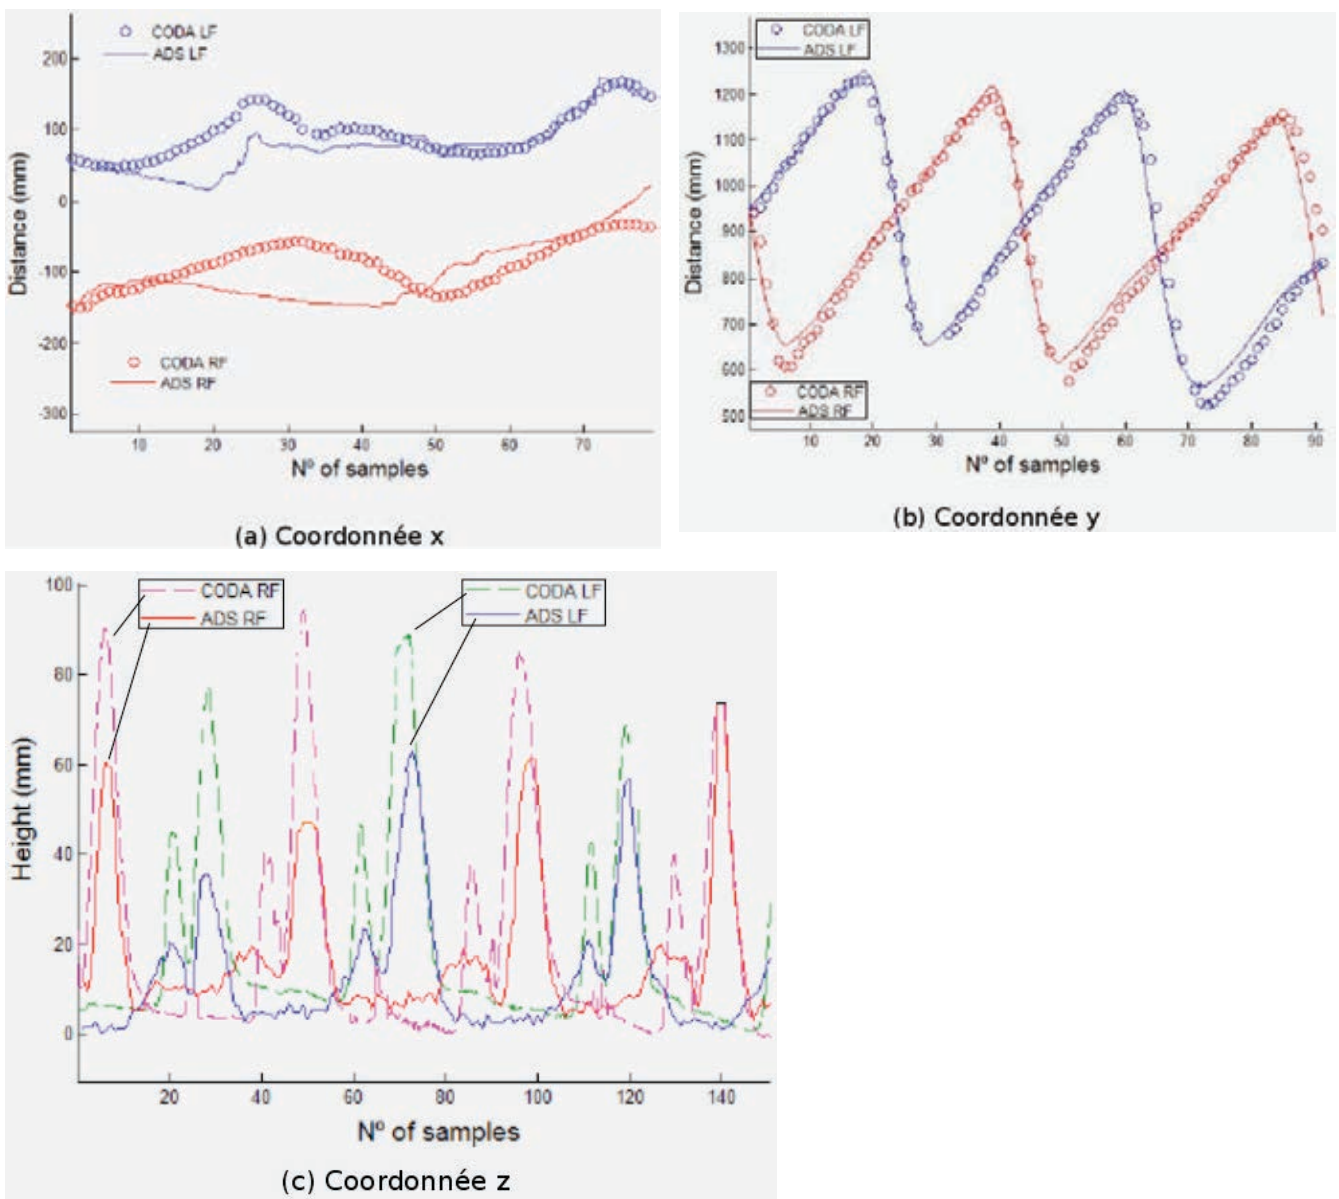 CODA LF
ADS LF
200
100
0
-100
-200
-300
Distance (mm)
CODA RF
ADS RF
10 20 30 40 50 60 70
Nº of samples
(a) Coordonnée x
CODA LF
ADS LF
1300
1200
1100
1000
900
800
700
600
500
Distance (mm)
CODA RF
ADS RF
10 20 30 40 50 60 70 80 90
Nº of samples
(b) Coordonnée y
100
80
60
40
20
0
Height (mm)
CODA RF
ADS RF
CODA LF
ADS LF
20 40 60 80 100 120 140
Nº of samples
(c) Coordonnée z